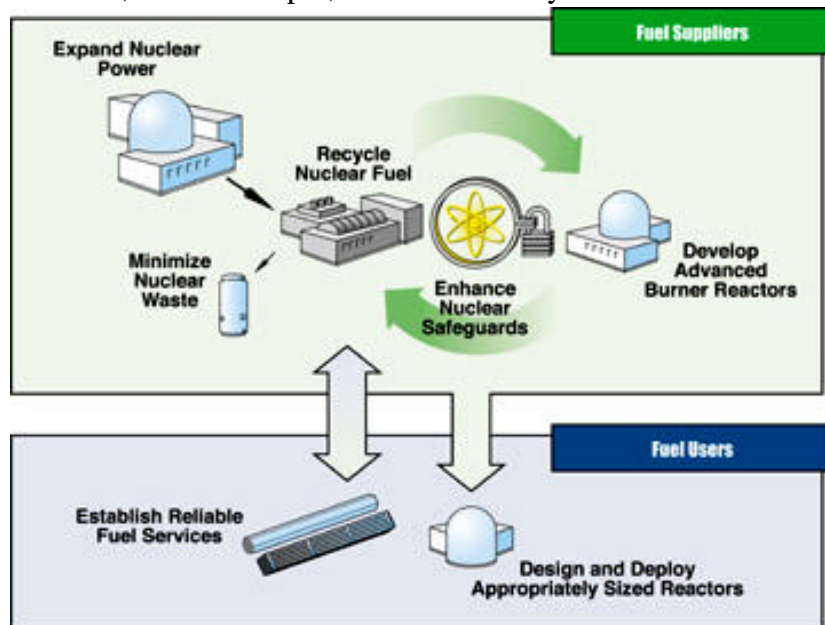 Fuel Suppliers
Expand Nuclear
Power
Recycle
Nuclear Fuel
Minimize
Nuclear
Waste
Enhance
Nuclear
Safeguards
Develop
Advanced
Burner Reactors
Fuel Users
Establish Reliable
Fuel Services
Design and Deploy
Appropriately Sized Reactors